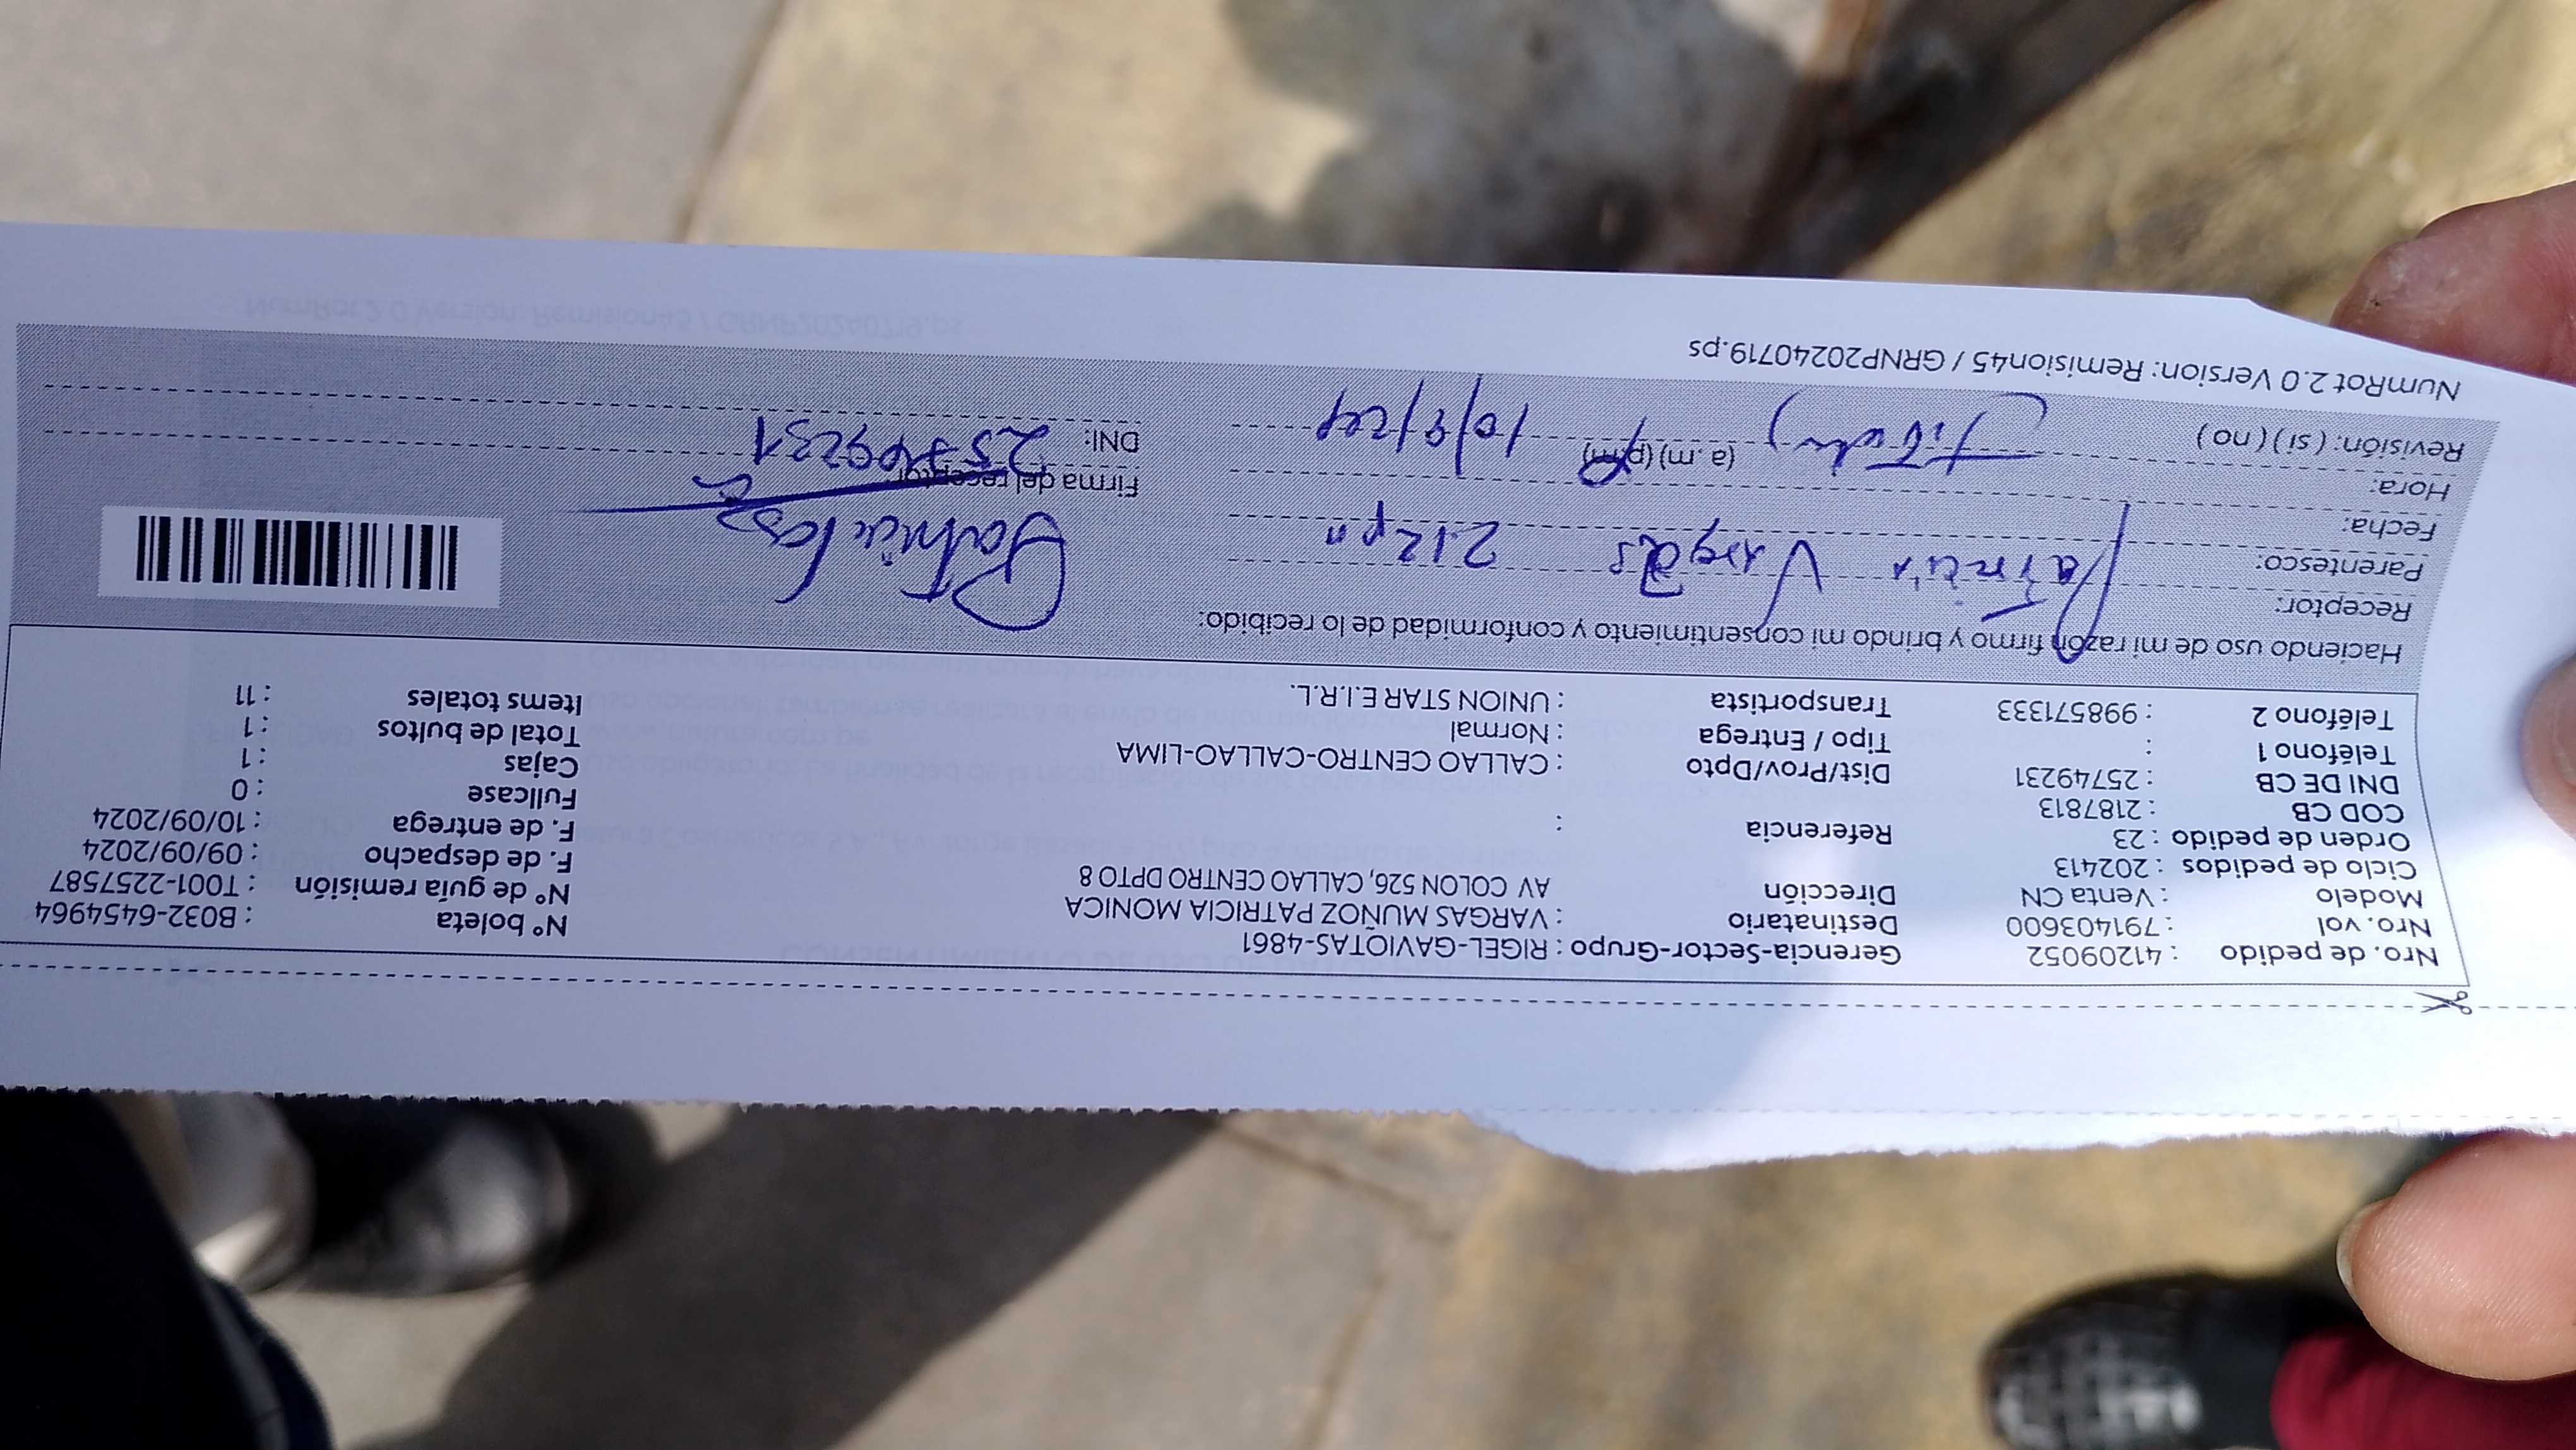 Nro. de pedido : 41209052 Gerencia-Sector-Grupo : RIGEL-GAVIOTAS-4861 N° boleta : B032-6454964
Nro. vol : 791403600 Destinatario : VARGAS MUÑOZ PATRICIA MONICA N° de guía remisión : T001-2257587
Modelo : Venta CN Dirección AV COLON 526, CALLAO CENTRO DPTO 8 F. de despacho : 09/09/2024
Ciclo de pedidos : 202413 Referencia : F. de entrega : 10/09/2024
Orden de pedido : 23 Dist/Prov/Dpto : CALLAO CENTRO-CALLAO-LIMA Fullcase : 0
COD CB : 2187813 Tipo / Entrega : Normal Cajas : 1
DNI DE CB : 25749231 Transportista : UNION STAR E.I.R.L. Total de bultos : 1
Teléfono 1 : Items totales : 11
Teléfono 2 : 998571333
Haciendo uso de mi razón firmo y brindo mi consentimiento y conformidad de lo recibido:
Receptor:
Parentesco: Patricia Vargas 2:12 pm
Fecha:
Hora: (a.m) (p.m)
Revisión: ( si ) ( no ) (Titular) 10/9/24
Firma del receptor
DNI: 25749231
NumRot 2.0 Version: Remision45 / GRNP20240719.ps